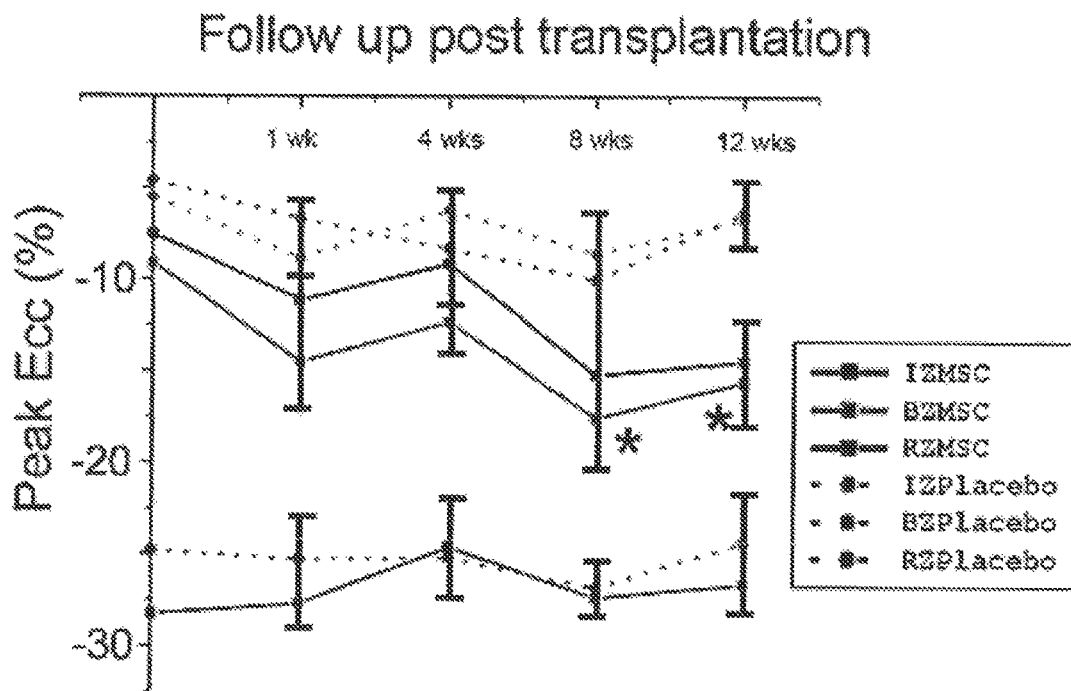 Follow up post transplantation
1 wk
4 wks
8 wks
12 wks
Peak Ecc (%)
-10
-20
-30
*
*
IZMSC
BZMSC
RZMSC
IZPlacebo
BZPlacebo
RZPlacebo